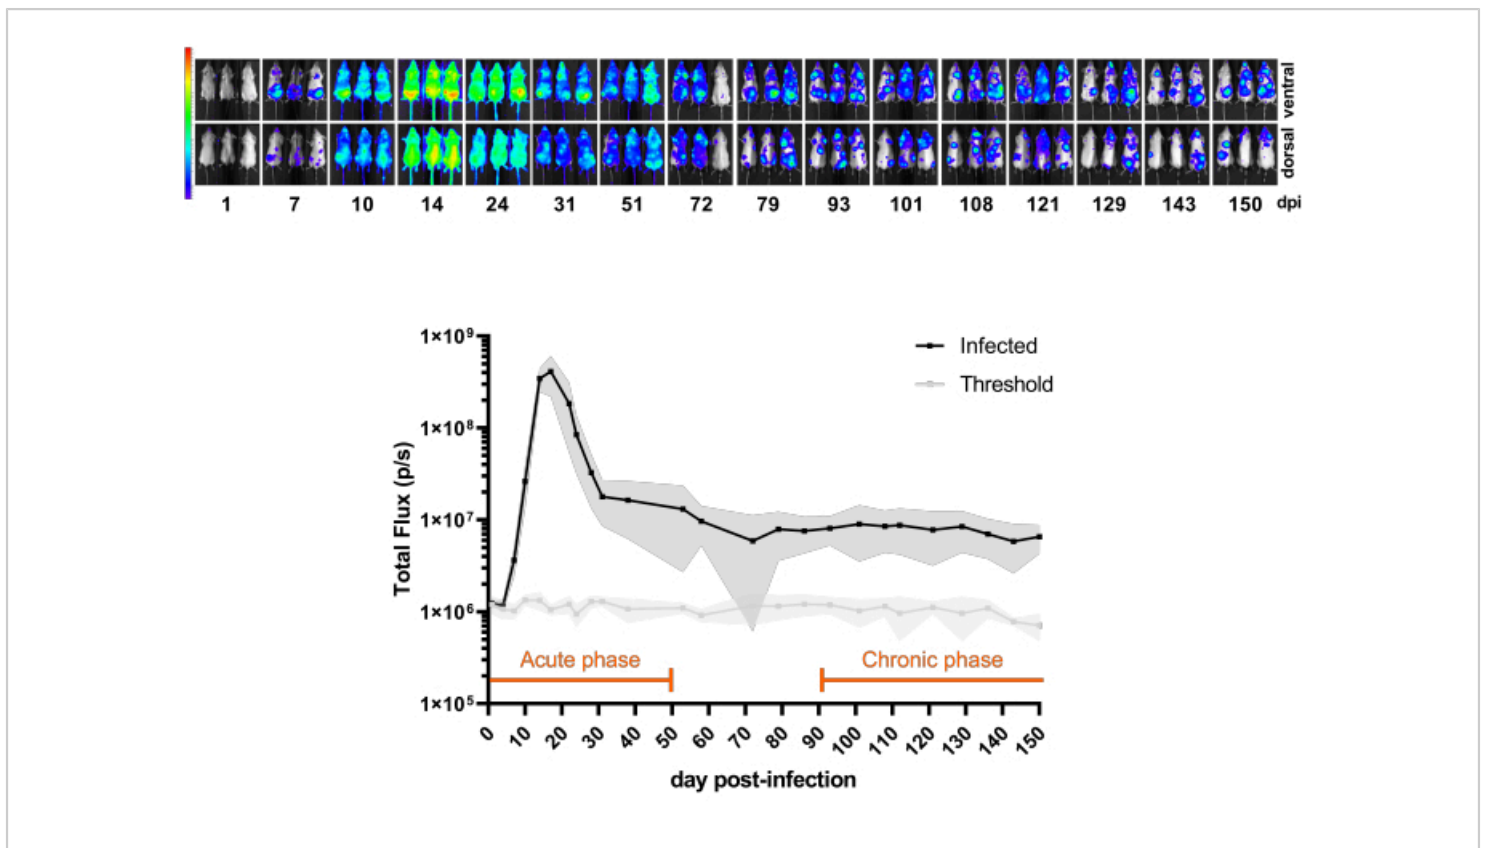 ventral
dorsal
1 7 10 14 24 31 51 72 79 93 101 108 121 129 143 150 dpi
1×10⁹
1×10⁸
1×10⁷
1×10⁶
1×10⁵
Total Flux (p/s)
Infected
Threshold
Acute phase
Chronic phase
0 10 20 30 40 50 60 70 80 90 100 110 120 130 140 150
day post-infection